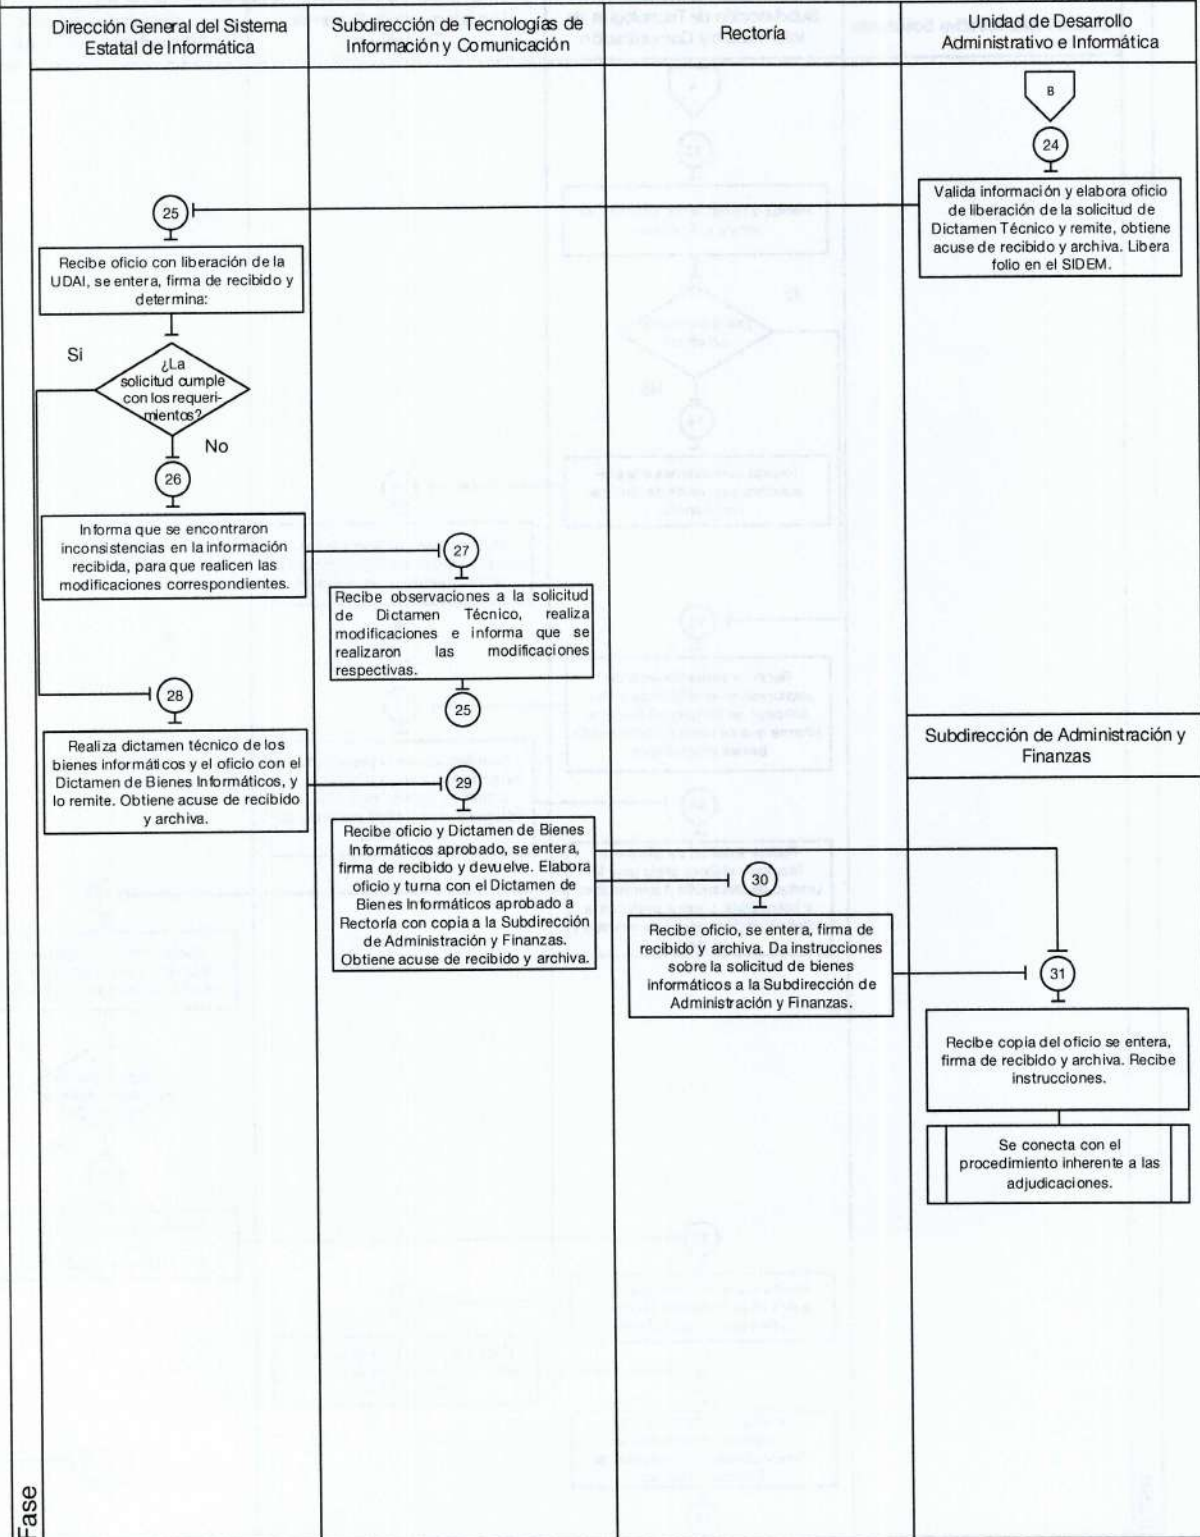 Dirección General del Sistema
Estatal de Informática
Subdirección de Tecnologías de
Información y Comunicación
Rectoría
Unidad de Desarrollo
Administrativo e Informática
B
24
Valida información y elabora oficio
de liberación de la solicitud de
Dictamen Técnico y remite, obtiene
acuse de recibido y archiva. Libera
folio en el SIDEM.
25
Recibe oficio con liberación de la
UDAI, se entera, firma de recibido y
determina:
Si
¿La
solicitud cumple
con los requeri-
mientos?
No
26
Informa que se encontraron
inconsistencias en la información
recibida, para que realicen las
modificaciones correspondientes.
27
Recibe observaciones a la solicitud
de Dictamen Técnico, realiza
modificaciones e informa que se
realizaron las modificaciones
respectivas.
25
28
Realiza dictamen técnico de los
bienes informáticos y el oficio con el
Dictamen de Bienes Informáticos, y
lo remite. Obtiene acuse de recibido
y archiva.
Subdirección de Administración y
Finanzas
29
Recibe oficio y Dictamen de Bienes
Informáticos aprobado, se entera,
firma de recibido y devuelve. Elabora
oficio y turna con el Dictamen de
Bienes Informáticos aprobado a
Rectoría con copia a la Subdirección
de Administración y Finanzas.
Obtiene acuse de recibido y archiva.
30
Recibe oficio, se entera, firma de
recibido y archiva. Da instrucciones
sobre la solicitud de bienes
informáticos a la Subdirección de
Administración y Finanzas.
31
Recibe copia del oficio se entera,
firma de recibido y archiva. Recibe
instrucciones.
Se conecta con el
procedimiento inherente a las
adjudicaciones.
Fase